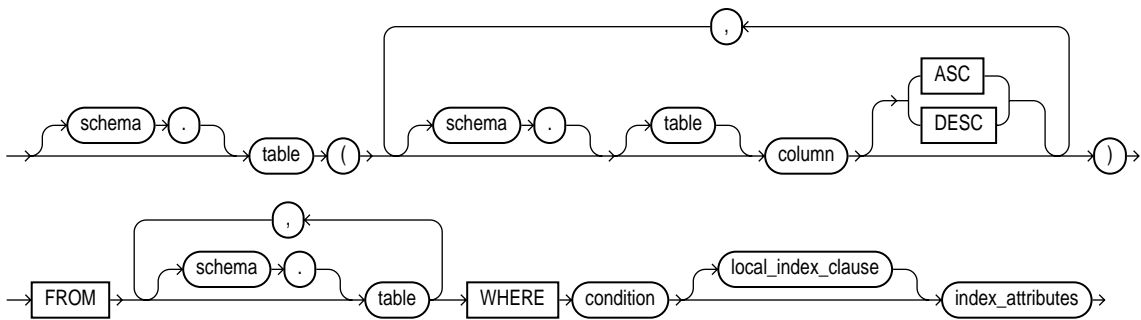 ,
ASC
schema . schema . table DESC
table ( column )
,
schema . local_index_clause
FROM table WHERE condition index_attributes